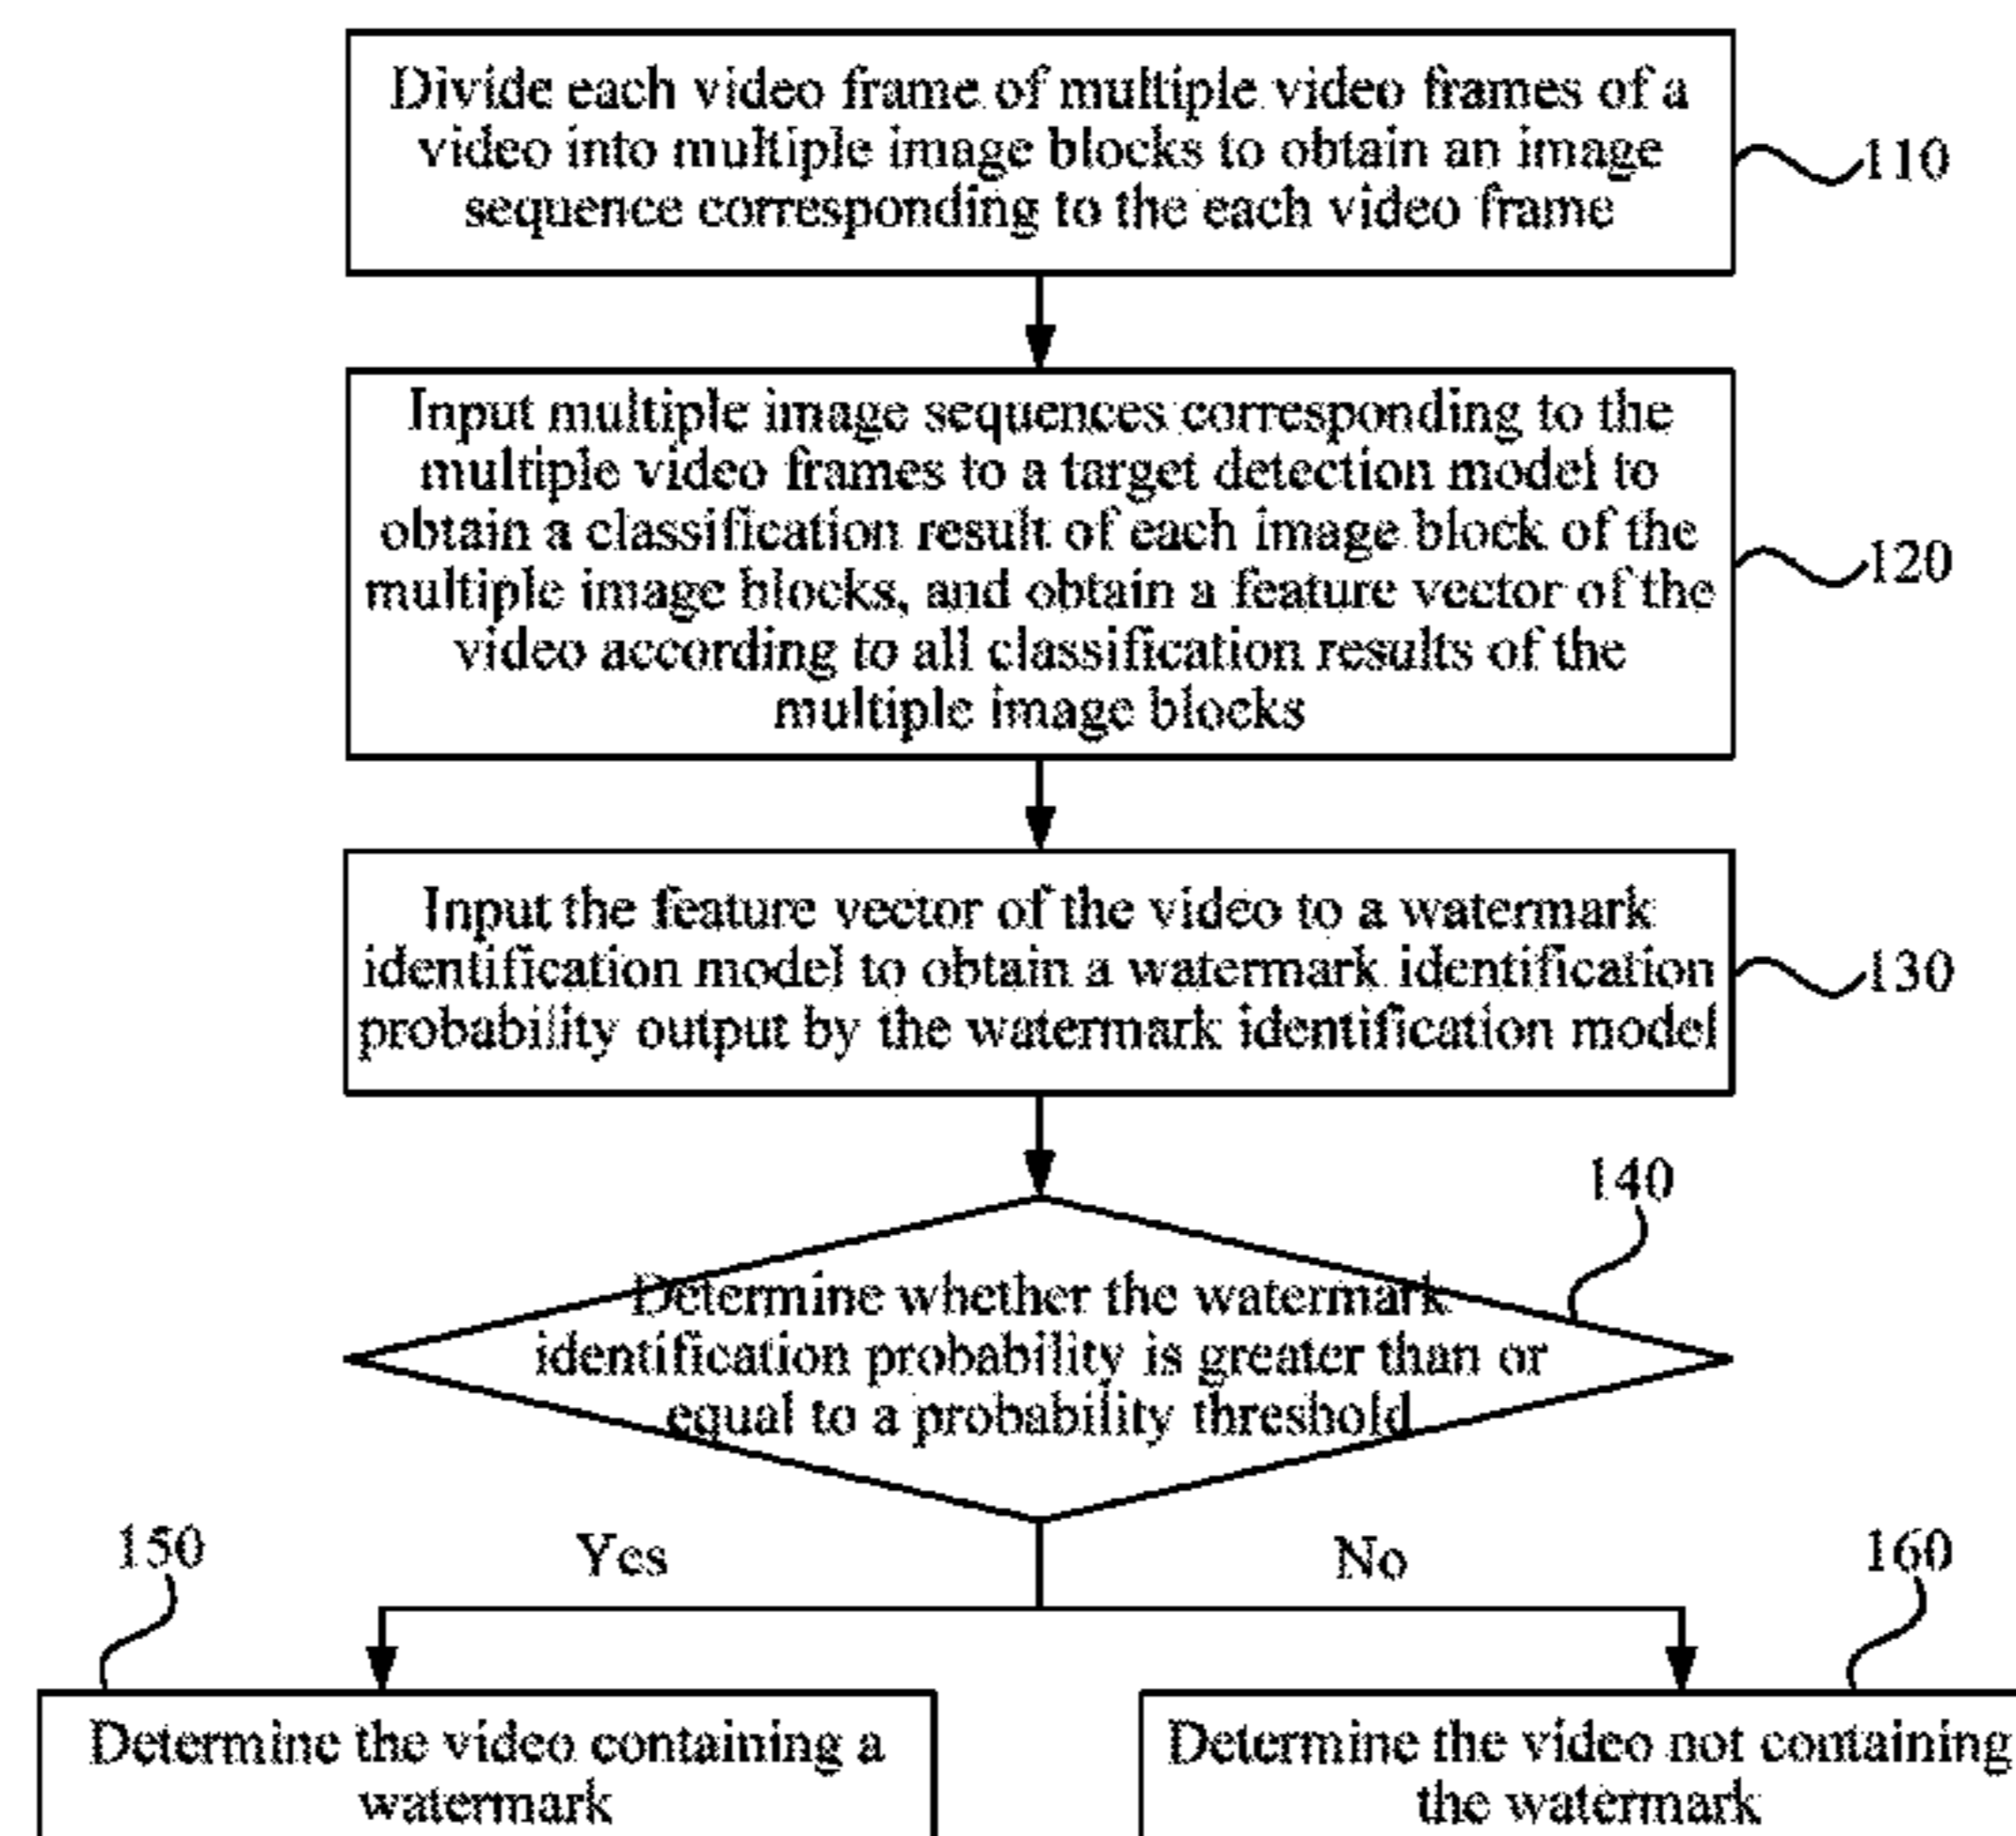 Divide each video frame of multiple video frames of a
video into multiple image blocks to obtain an image
sequence corresponding to the each video frame
110
Input multiple image sequences corresponding to the
multiple video frames to a target detection model to
obtain a classification result of each image block of the
multiple image blocks, and obtain a feature vector of the
video according to all classification results of the
multiple image blocks
120
Input the feature vector of the video to a watermark
identification model to obtain a watermark identification
probability output by the watermark identification model
130
140
Determine whether the watermark
identification probability is greater than or
equal to a probability threshold
150
Yes
No
160
Determine the video containing a
watermark
Determine the video not containing
the watermark